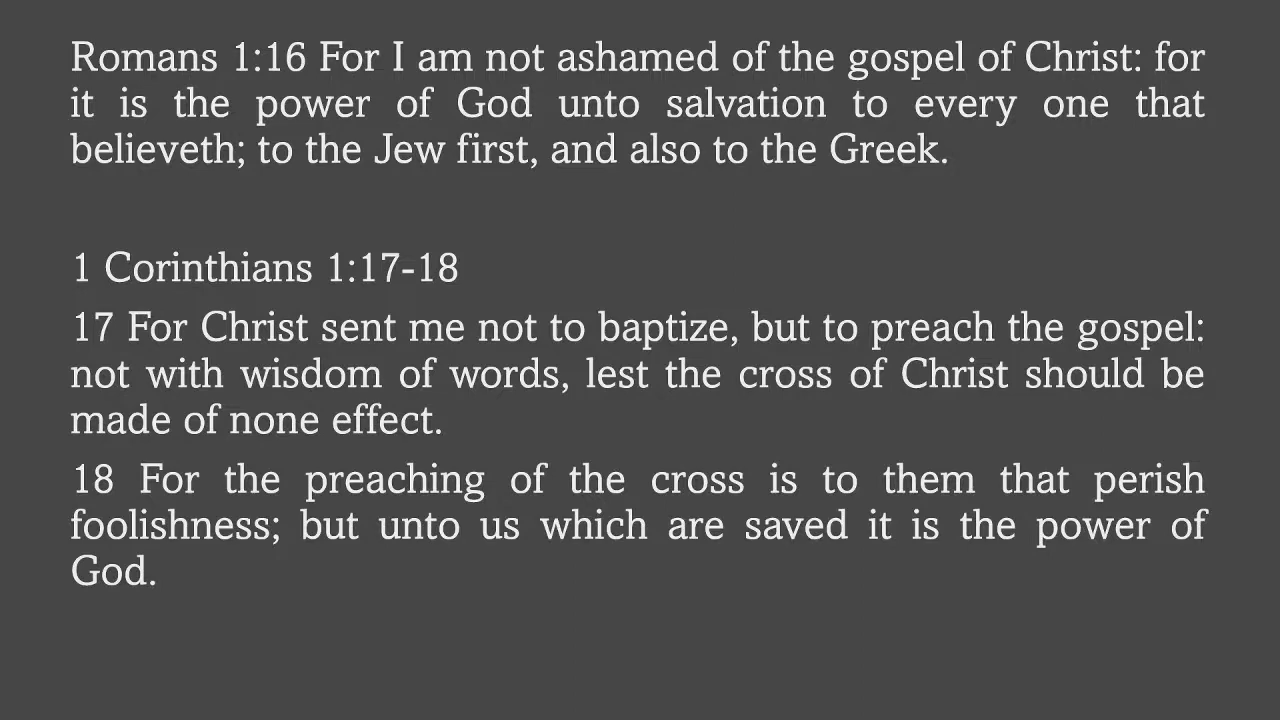 Romans 1:16 For I am not ashamed of the gospel of Christ: for
it is the power of God unto salvation to every one that
believeth; to the Jew first, and also to the Greek.
1 Corinthians 1:17-18
17 For Christ sent me not to baptize, but to preach the gospel:
not with wisdom of words, lest the cross of Christ should be
made of none effect.
18 For the preaching of the cross is to them that perish
foolishness; but unto us which are saved it is the power of
God.